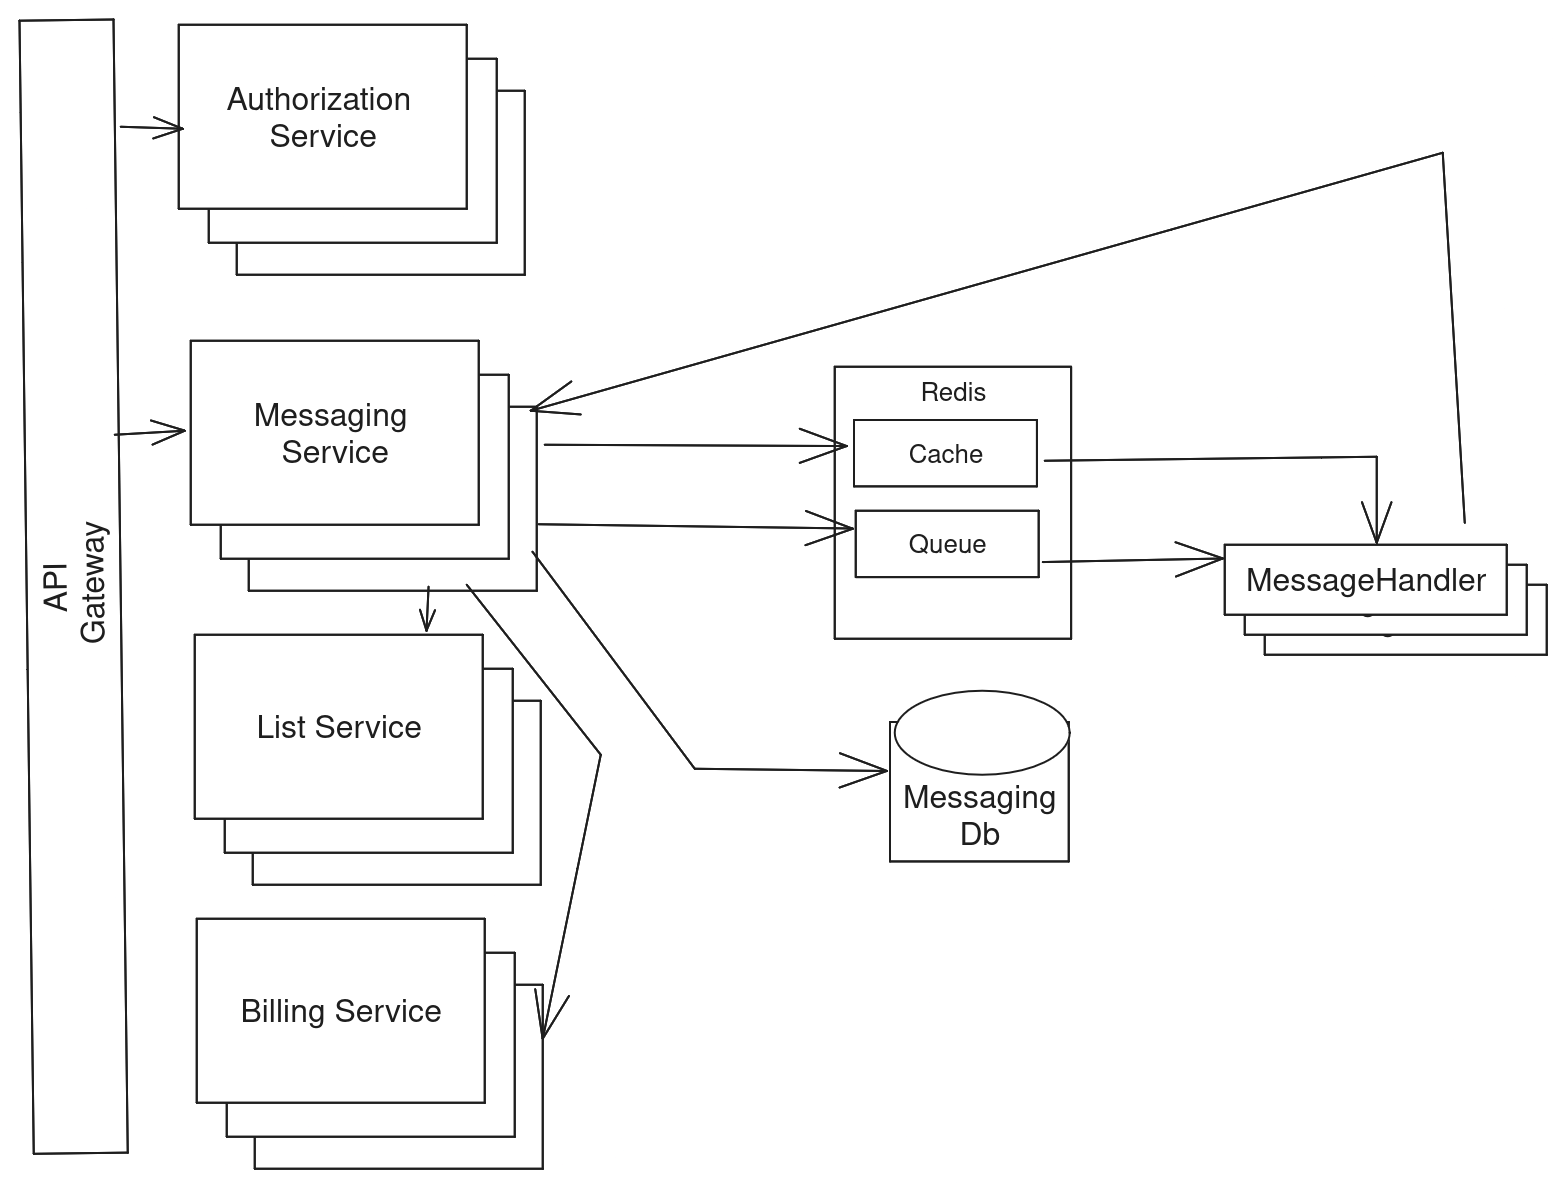 API
Gateway
Authorization
Service
Messaging
Service
List Service
Billing Service
Redis
Cache
Queue
MessageHandler
Messaging
Db